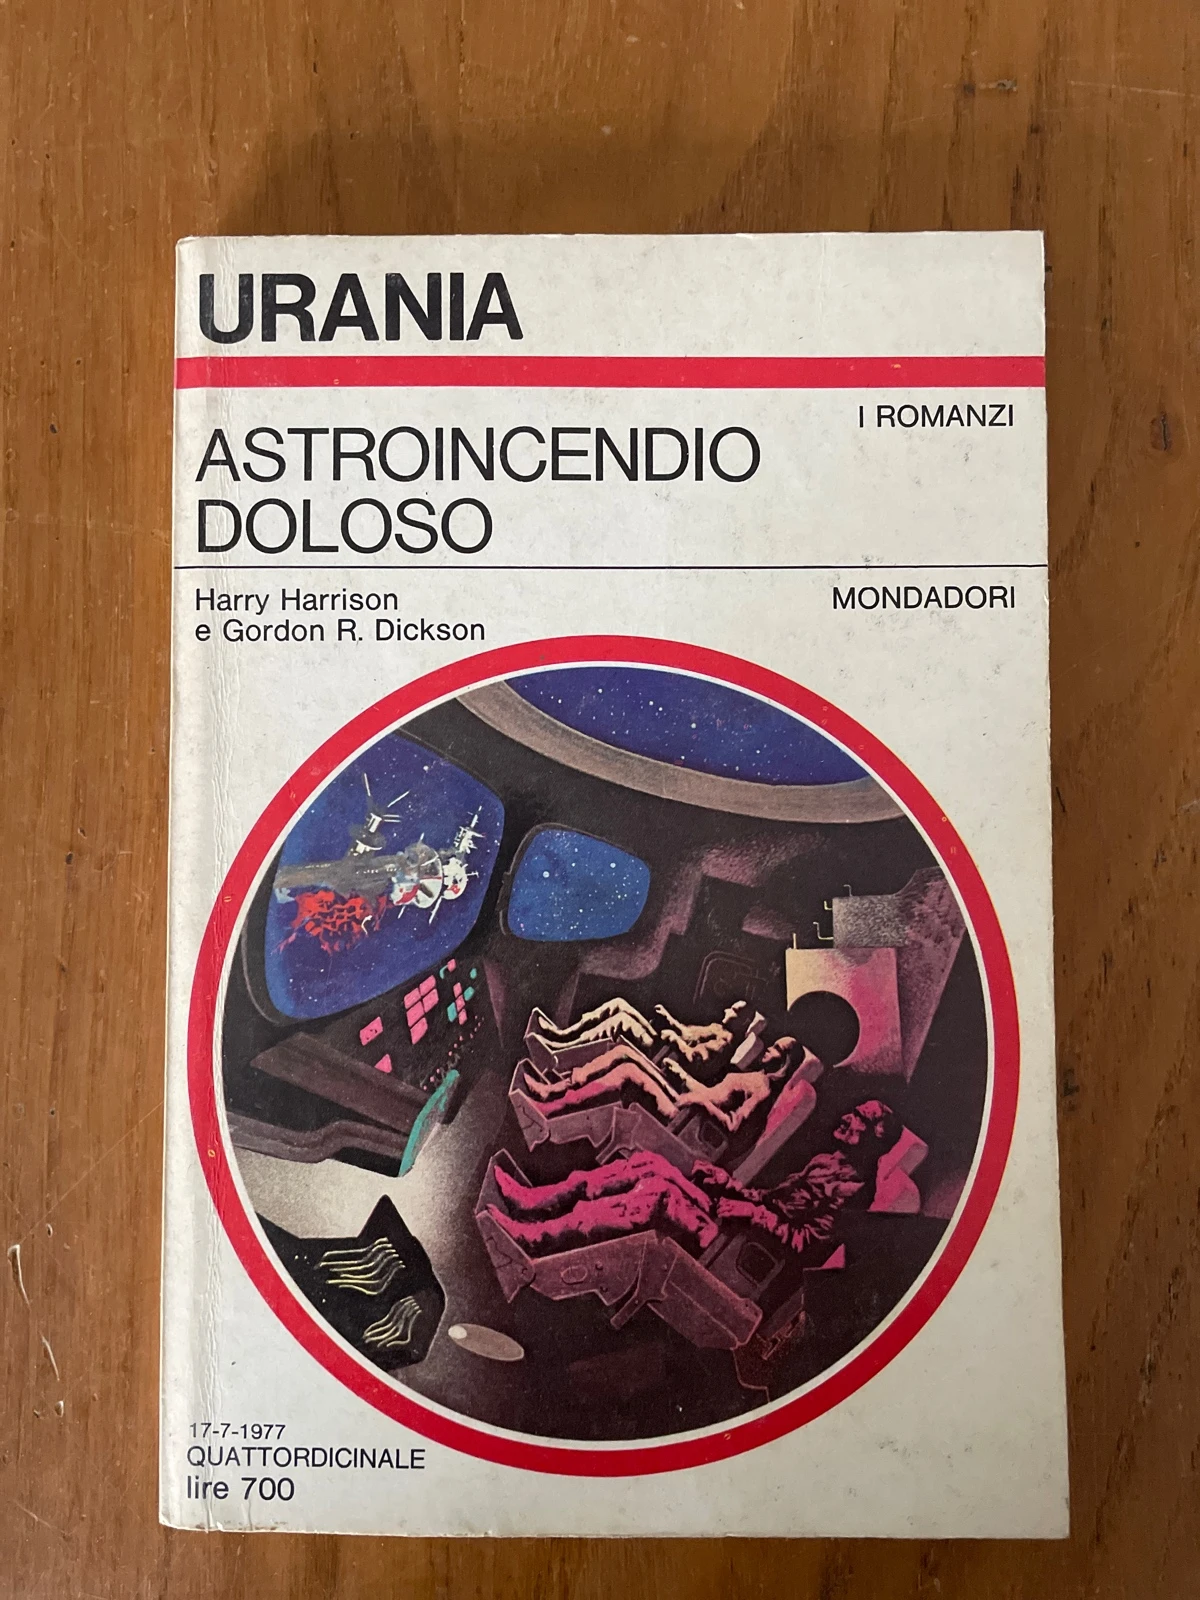 URANIA
I ROMANZI
ASTROINCENDIO
DOLOSO
Harry Harrison
e Gordon R. Dickson
MONDADORI
17-7-1977
QUATTORDICINALE
lire 700